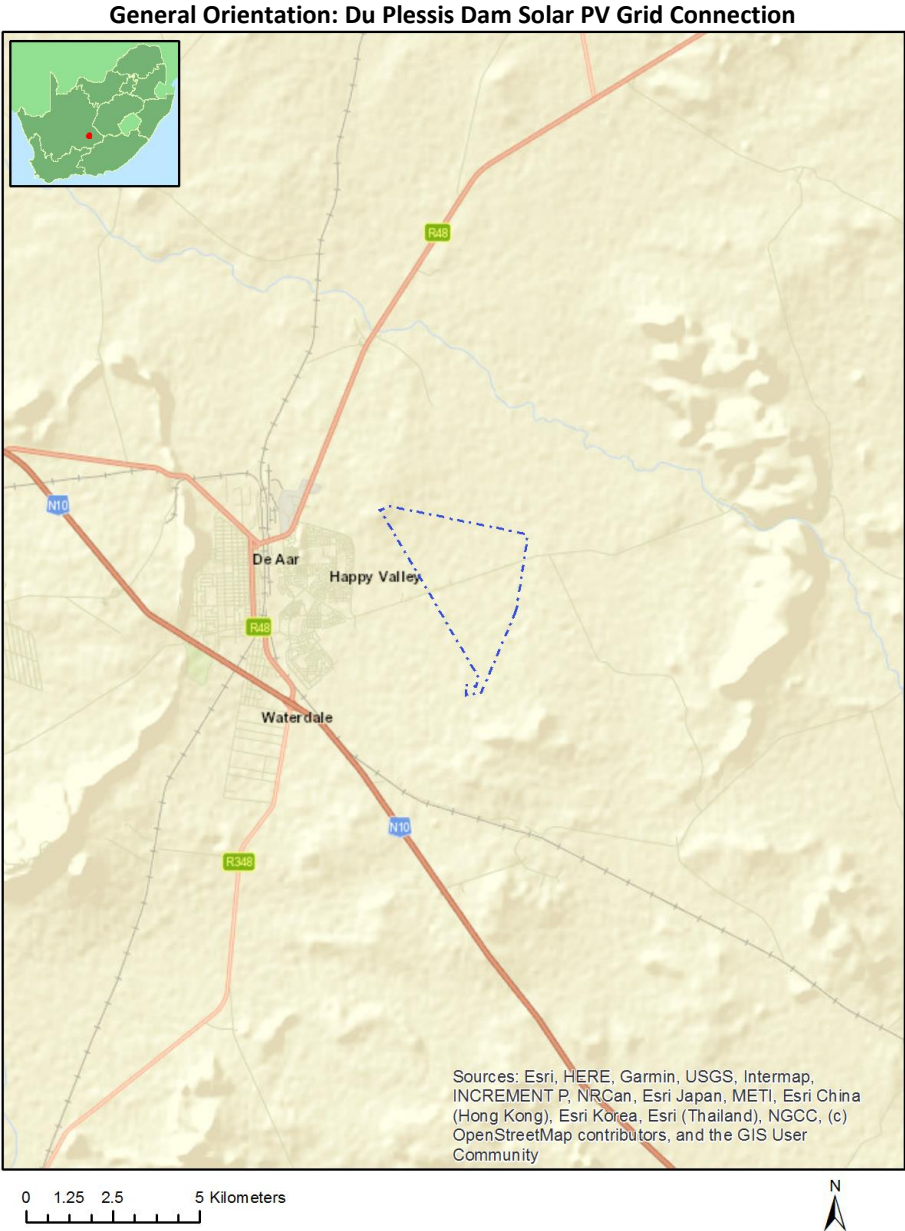 General Orientation: Du Plessis Dam Solar PV Grid Connection
R48
N10
De Aar
Happy Valley
R48
Waterdale
N10
R348
Sources: Esri, HERE, Garmin, USGS, Intermap,
INCREMENT P, NRCan, Esri Japan, METI, Esri China
(Hong Kong), Esri Korea, Esri (Thailand), NGCC, (c)
OpenStreetMap contributors, and the GIS User
Community
0 1.25 2.5 5 Kilometers
N